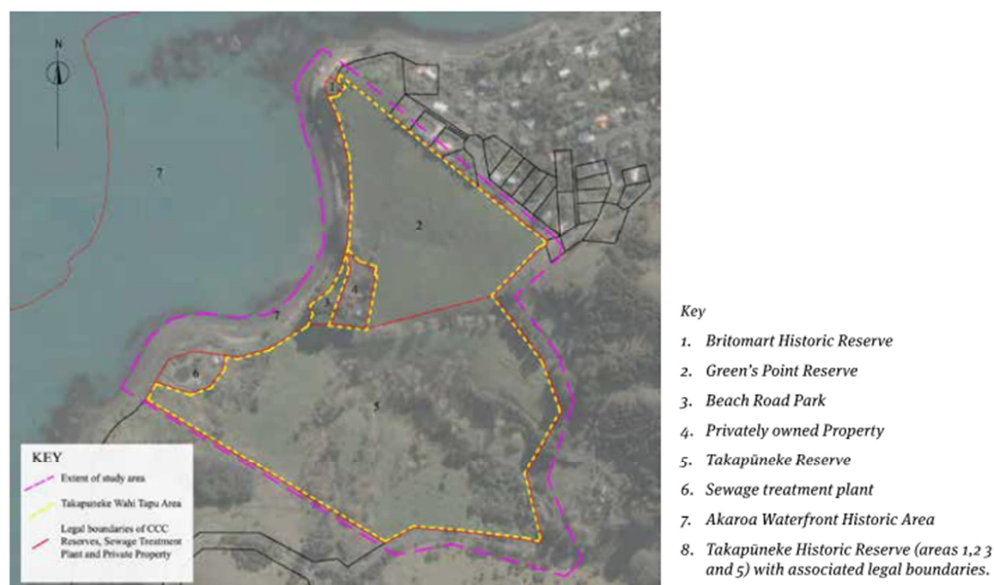 N
1
7
2
4
3
7
6
5
KEY
Extent of study area
Takapuneke Wahi Tapu Area
Legal boundaries of CCC
Reserves, Sewage Treatment
Plant and Private Property
Key
1. Britomart Historic Reserve
2. Green's Point Reserve
3. Beach Road Park
4. Privately owned Property
5. Takapūneke Reserve
6. Sewage treatment plant
7. Akaroa Waterfront Historic Area
8. Takapūneke Historic Reserve (areas 1,2 3
and 5) with associated legal boundaries.